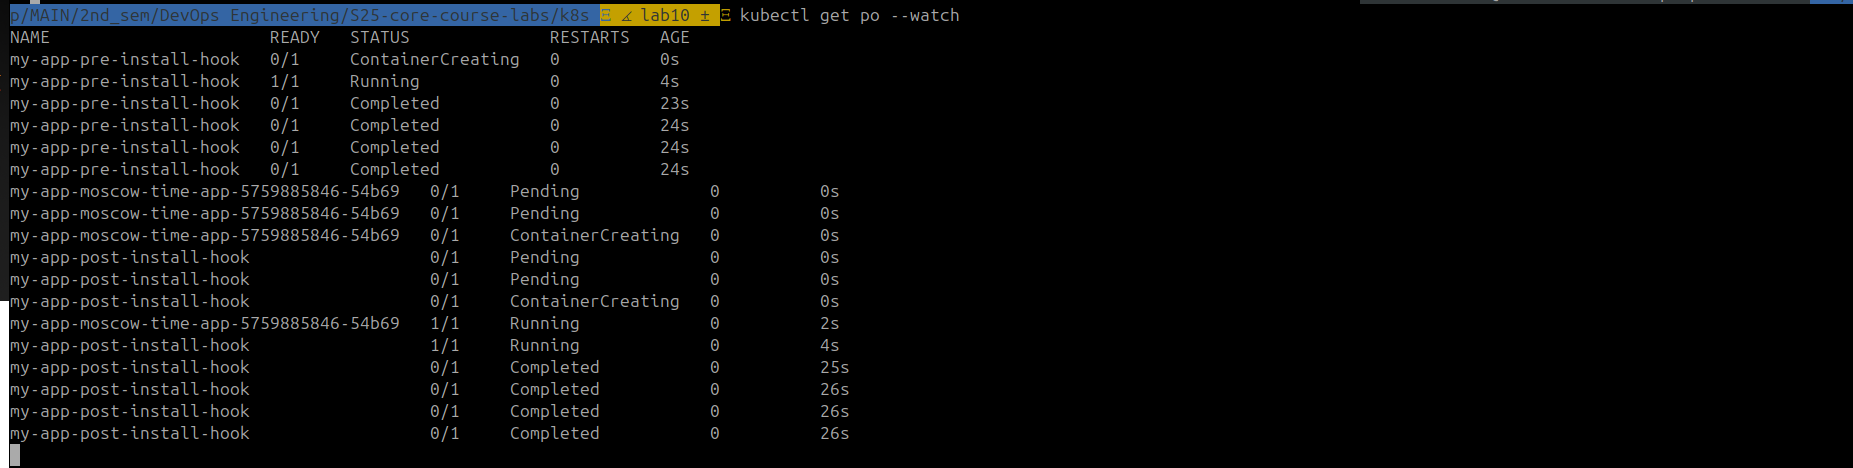 p/MAIN/2nd_sem/DevOps Engineering/S25-core-course-labs/k8s Ξ ∡ lab10 ± Ξ kubectl get po --watch
NAME                      READY   STATUS              RESTARTS   AGE
my-app-pre-install-hook   0/1     ContainerCreating   0          0s
my-app-pre-install-hook   1/1     Running             0          4s
my-app-pre-install-hook   0/1     Completed           0          23s
my-app-pre-install-hook   0/1     Completed           0          24s
my-app-pre-install-hook   0/1     Completed           0          24s
my-app-pre-install-hook   0/1     Completed           0          24s
my-app-moscow-time-app-5759885846-54b69   0/1     Pending             0          0s
my-app-moscow-time-app-5759885846-54b69   0/1     Pending             0          0s
my-app-moscow-time-app-5759885846-54b69   0/1     ContainerCreating   0          0s
my-app-post-install-hook                  0/1     Pending             0          0s
my-app-post-install-hook                  0/1     Pending             0          0s
my-app-post-install-hook                  0/1     ContainerCreating   0          0s
my-app-moscow-time-app-5759885846-54b69   1/1     Running             0          2s
my-app-post-install-hook                  1/1     Running             0          4s
my-app-post-install-hook                  0/1     Completed           0          25s
my-app-post-install-hook                  0/1     Completed           0          26s
my-app-post-install-hook                  0/1     Completed           0          26s
my-app-post-install-hook                  0/1     Completed           0          26s